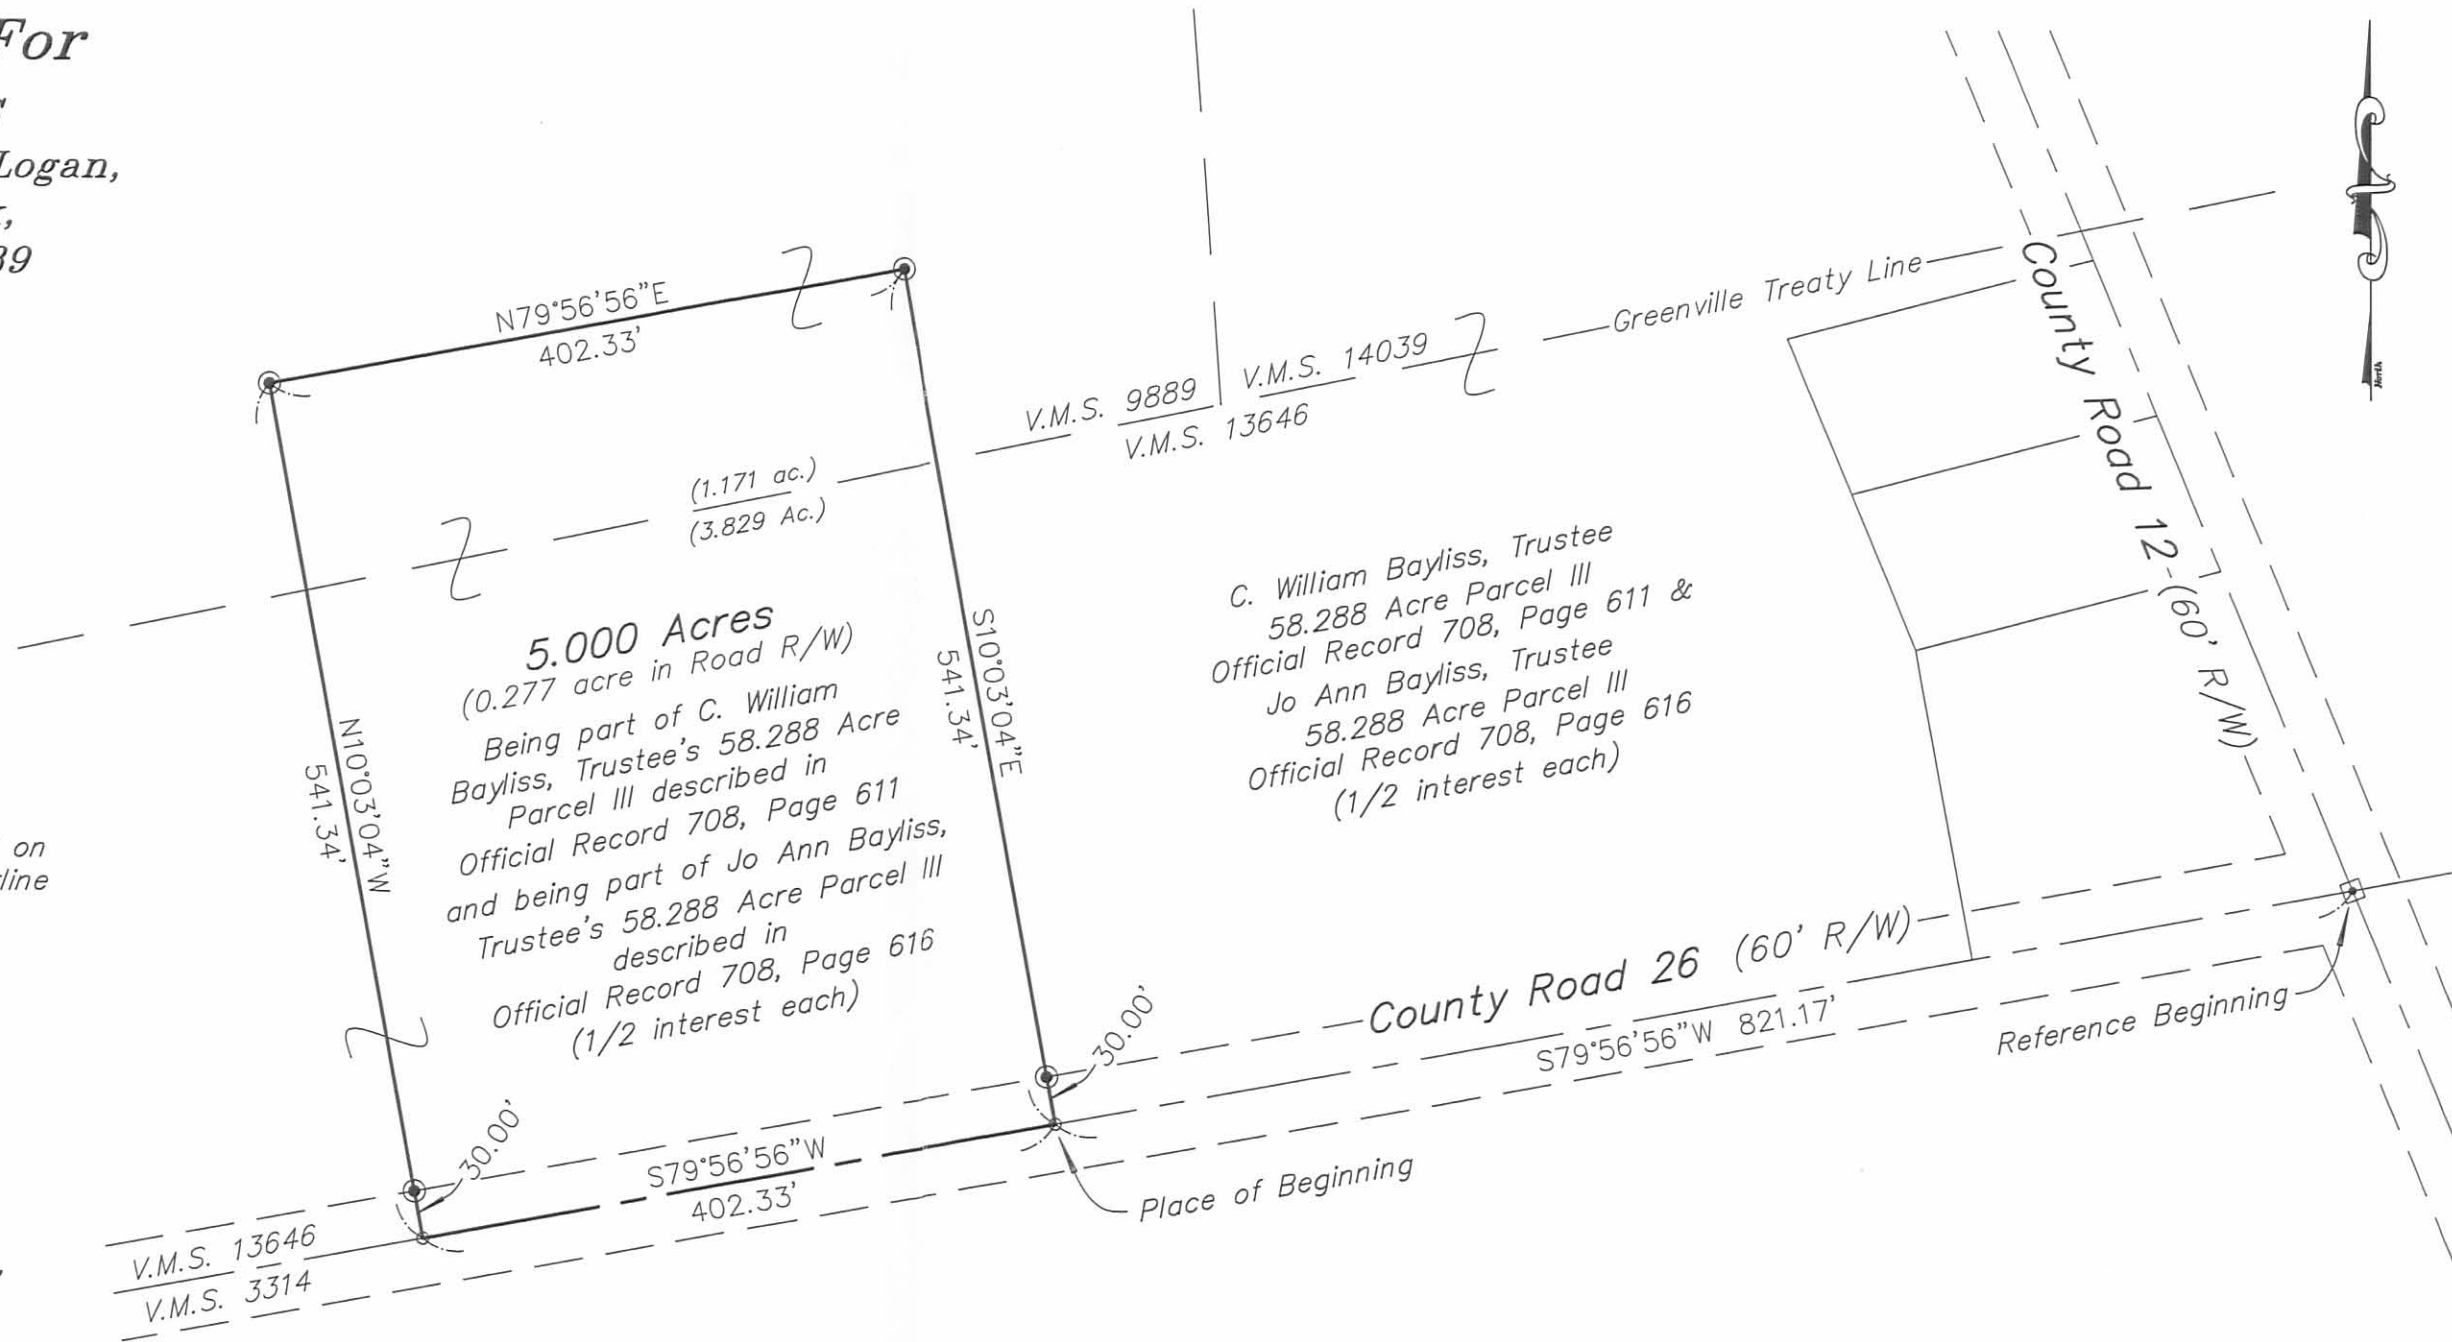 For
Logan,
39
on
line
N79°56'56"E
402.33'
S10°03'04"E
541.34'
N10°03'04"W
541.34'
(1.171 ac.)
(3.829 Ac.)
5.000 Acres
(0.277 acre in Road R/W)
Being part of C. William
Bayliss, Trustee's 58.288 Acre
Parcel III described in
Official Record 708, Page 611
and being part of Jo Ann Bayliss,
Trustee's 58.288 Acre Parcel III
described in
Official Record 708, Page 616
(1/2 interest each)
30.00'
30.00'
S79°56'56"W
402.33'
V.M.S. 13646
V.M.S. 3314
V.M.S. 9889
V.M.S. 14039
V.M.S. 13646
Greenville Treaty Line
C. William Bayliss, Trustee
58.288 Acre Parcel III
Official Record 708, Page 611 &
Jo Ann Bayliss, Trustee
58.288 Acre Parcel III
Official Record 708, Page 616
(1/2 interest each)
County Road 12 (60' R/W)
County Road 26 (60' R/W)
S79°56'56"W 821.17'
Reference Beginning
Place of Beginning
North